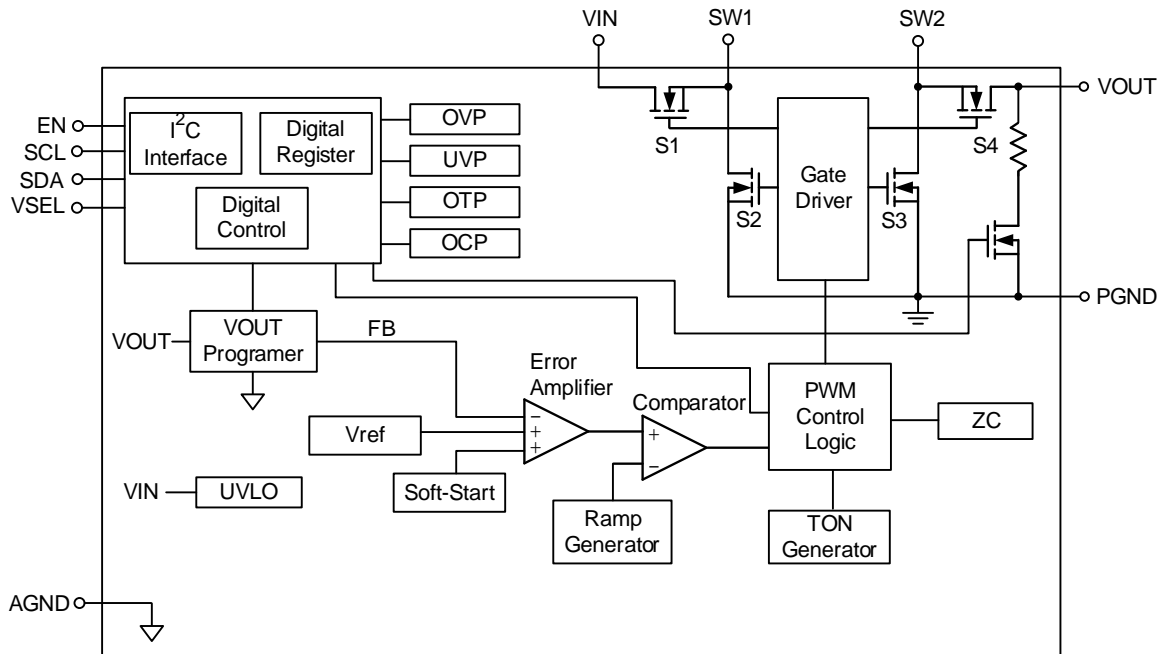 VIN
SW1
SW2
VOUT
EN
SCL
SDA
VSEL
I2C
Interface
Digital
Register
Digital
Control
OVP
UVP
OTP
OCP
S1
S2
Gate
Driver
S3
S4
PGND
VOUT
VOUT
Programer
FB
Error
Amplifier
Comparator
Vref
Soft-Start
−
+
+
+
−
PWM
Control
Logic
ZC
VIN
UVLO
Ramp
Generator
TON
Generator
AGND